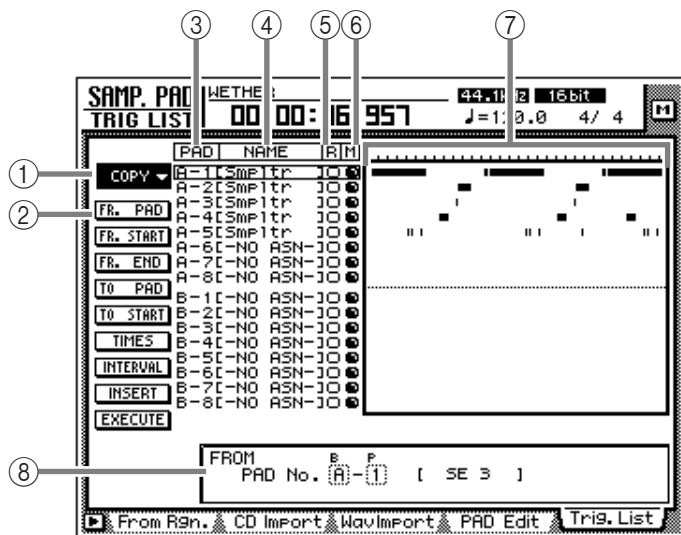 ③ ④ ⑤ ⑥ ⑦
SAMP. PAD WETHER 44.1kHz 16bit M
TRIG LIST 00 00: 16 957 ♩=120.0 4/ 4
PAD NAME R M
① COPY
② FR. PAD
FR. START
FR. END
TO PAD
TO START
TIMES
INTERVAL
INSERT
EXECUTE
A-1[Smpltr ]
A-2[Smpltr ]
A-3[Smpltr ]
A-4[Smpltr ]
A-5[Smpltr ]
A-6[-NO ASN-]
A-7[-NO ASN-]
A-8[-NO ASN-]
B-1[-NO ASN-]
B-2[-NO ASN-]
B-3[-NO ASN-]
B-4[-NO ASN-]
B-5[-NO ASN-]
B-6[-NO ASN-]
B-7[-NO ASN-]
B-8[-NO ASN-]
⑧
FROM B P
PAD No. A-1 [ SE 3 ]
From Rgn. CD Import WavImport PAD Edit Trig. List